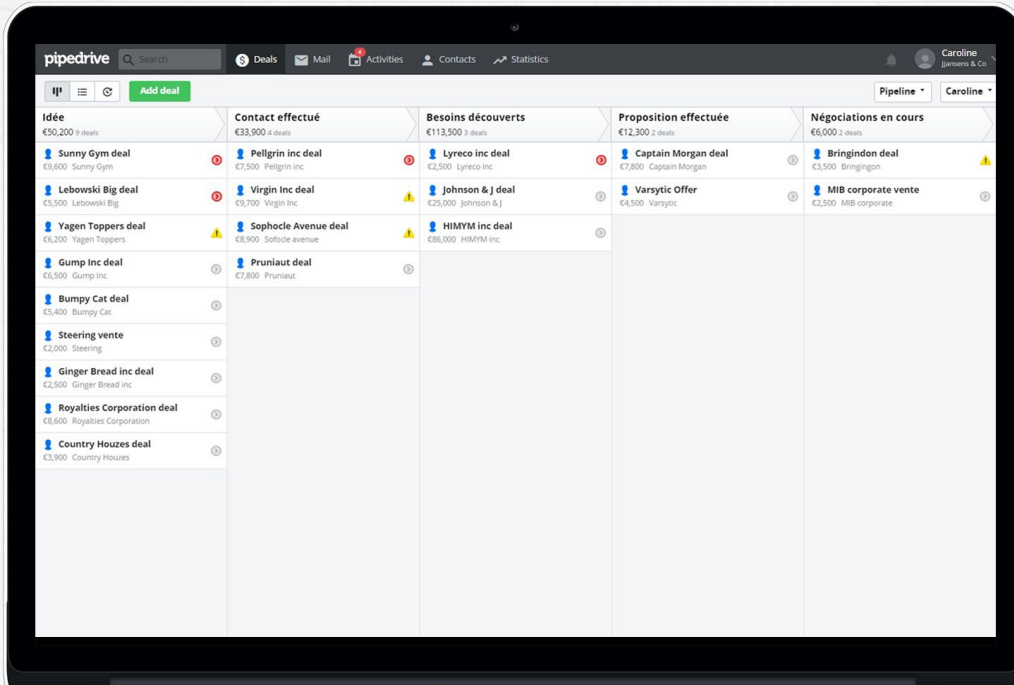 pipedrive Search Deals Mail 4 Activities Contacts Statistics Caroline
Jjansens & Co
Add deal Pipeline Caroline
Idée
€50,200 9 deals
Sunny Gym deal
€9,600 Sunny Gym
Lebowski Big deal
€5,500 Lebowski Big
Yagen Toppers deal
€6,200 Yagen Toppers
Gump Inc deal
€6,500 Gump Inc
Bumpy Cat deal
€5,400 Bumpy Cat
Steering vente
€2,000 Steering
Ginger Bread inc deal
€2,500 Ginger Bread inc
Royalties Corporation deal
€8,600 Royalties Corporation
Country Houzes deal
€3,900 Country Houzes
Contact effectué
€33,900 4 deals
Pellgrin inc deal
€7,500 Pellgrin inc
Virgin Inc deal
€9,700 Virgin Inc
Sophocle Avenue deal
€8,900 Sofocle avenue
Pruniaut deal
€7,800 Pruniaut
Besoins découverts
€113,500 3 deals
Lyreco inc deal
€2,500 Lyreco inc
Johnson & J deal
€25,000 Johnson & J
HIMYM inc deal
€86,000 HIMYM inc
Proposition effectuée
€12,300 2 deals
Captain Morgan deal
€7,800 Captain Morgan
Varsytic Offer
€4,500 Varsytic
Négociations en cours
€6,000 2 deals
Bringindon deal
€3,500 Bringingon
MIB corporate vente
€2,500 MIB corporate